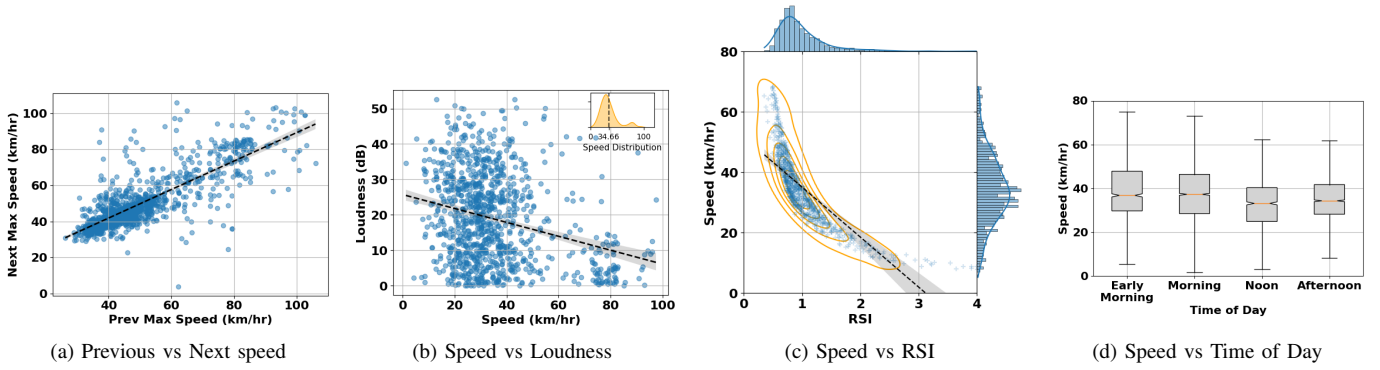 Next Max Speed (km/hr)
100
80
60
40
20
0
40
60
80
100
Prev Max Speed (km/hr)
(a) Previous vs Next speed
Loudness (dB)
50
40
30
20
10
0
0
20
40
60
80
100
Speed (km/hr)
0 34.66 100
Speed Distribution
(b) Speed vs Loudness
Speed (km/hr)
80
60
40
20
0
0
1
2
3
4
RSI
(c) Speed vs RSI
Speed (km/hr)
80
60
40
20
0
Early
Morning
Morning
Noon
Afternoon
Time of Day
(d) Speed vs Time of Day